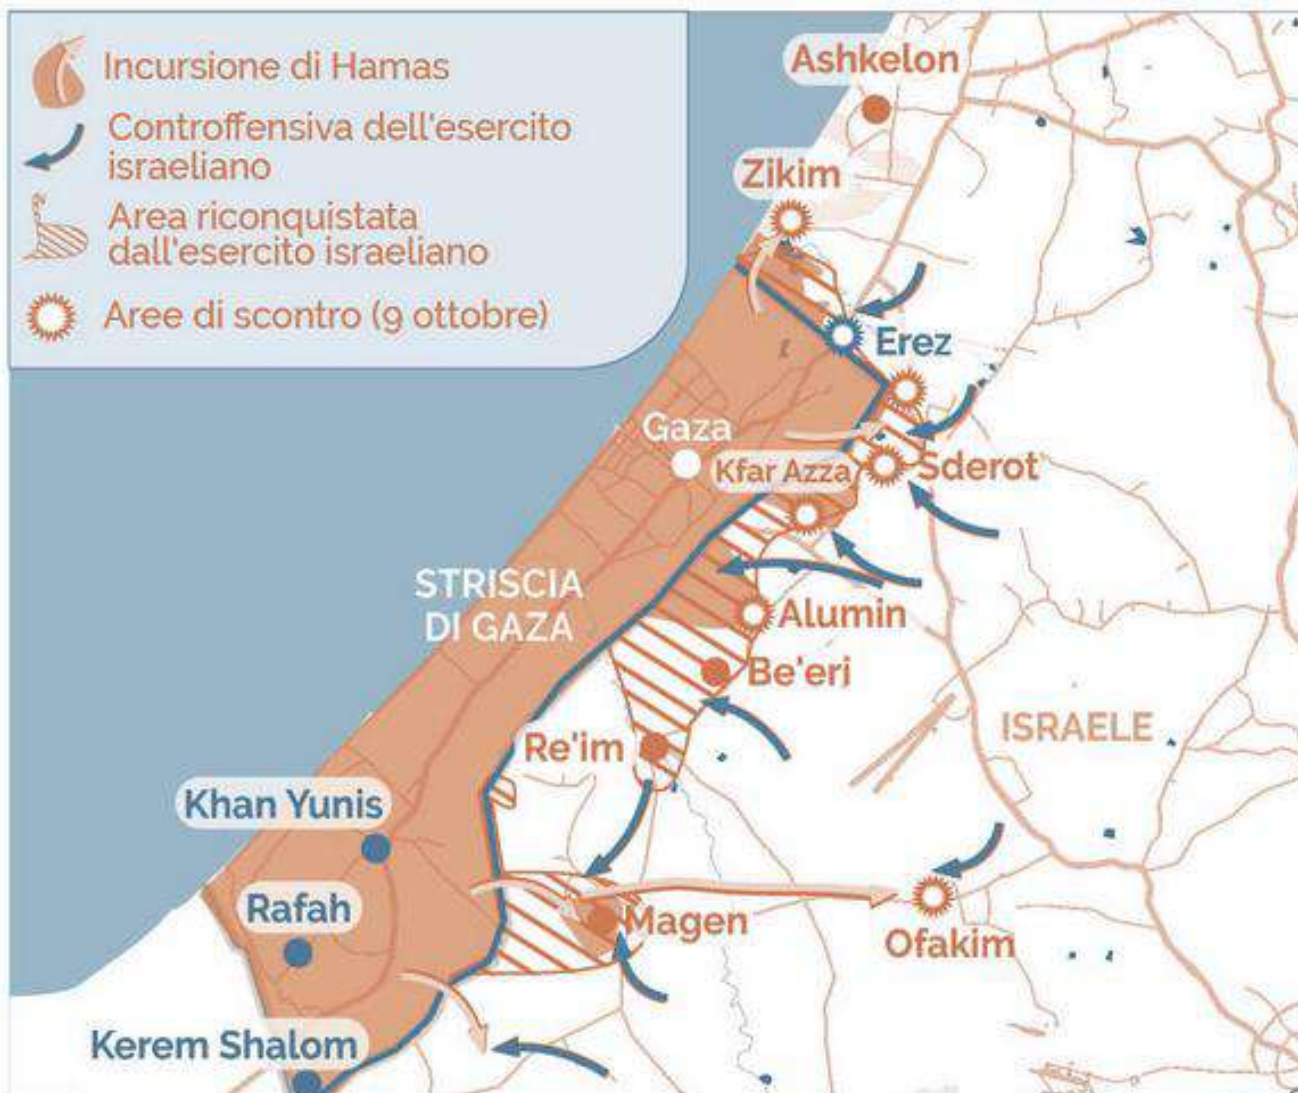 Incursione di Hamas
Controffensiva dell'esercito
israeliano
Area riconquistata
dall'esercito israeliano
Aree di scontro (9 ottobre)
Ashkelon
Zikim
Erez
Gaza
Kfar Azza
Sderot
STRISCIA
DI GAZA
Alumin
Be'eri
ISRAELE
Re'im
Khan Yunis
Rafah
Magen
Ofakim
Kerem Shalom